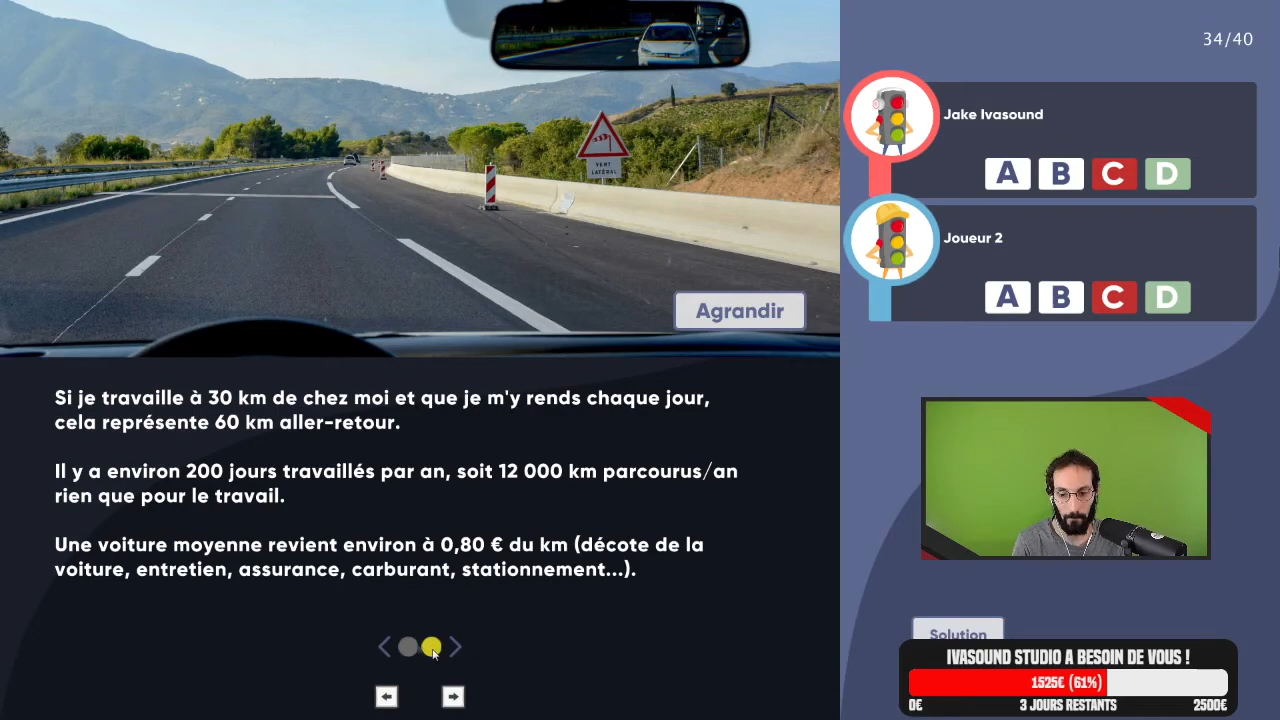 34/40
VENT
LATÉRAL
Agrandir
Jake Ivasound
A B C D
Joueur 2
A B C D
Si je travaille à 30 km de chez moi et que je m'y rends chaque jour,
cela représente 60 km aller-retour.
Il y a environ 200 jours travaillés par an, soit 12 000 km parcourus/an
rien que pour le travail.
Une voiture moyenne revient environ à 0,80 € du km (décote de la
voiture, entretien, assurance, carburant, stationnement...).
Solution
IVASOUND STUDIO A BESOIN DE VOUS !
1525€ (61%)
0€ 3 JOURS RESTANTS 2500€